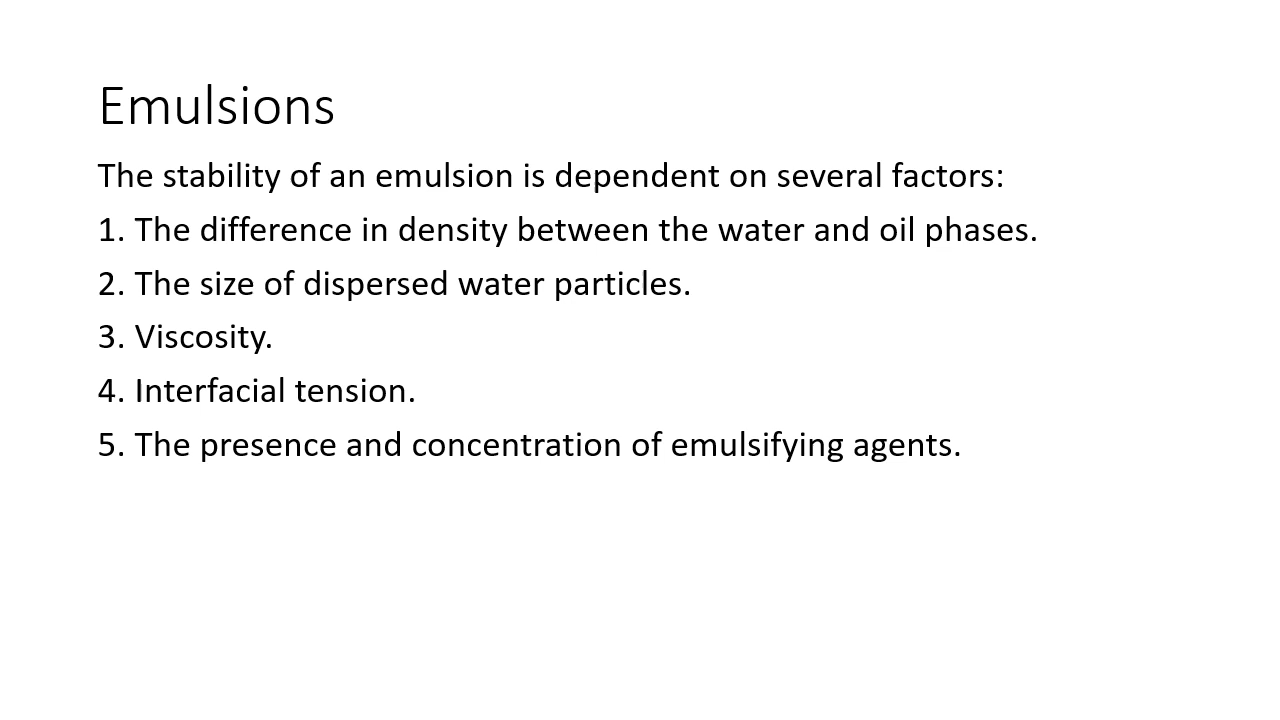 Emulsions
The stability of an emulsion is dependent on several factors:
1. The difference in density between the water and oil phases.
2. The size of dispersed water particles.
3. Viscosity.
4. Interfacial tension.
5. The presence and concentration of emulsifying agents.